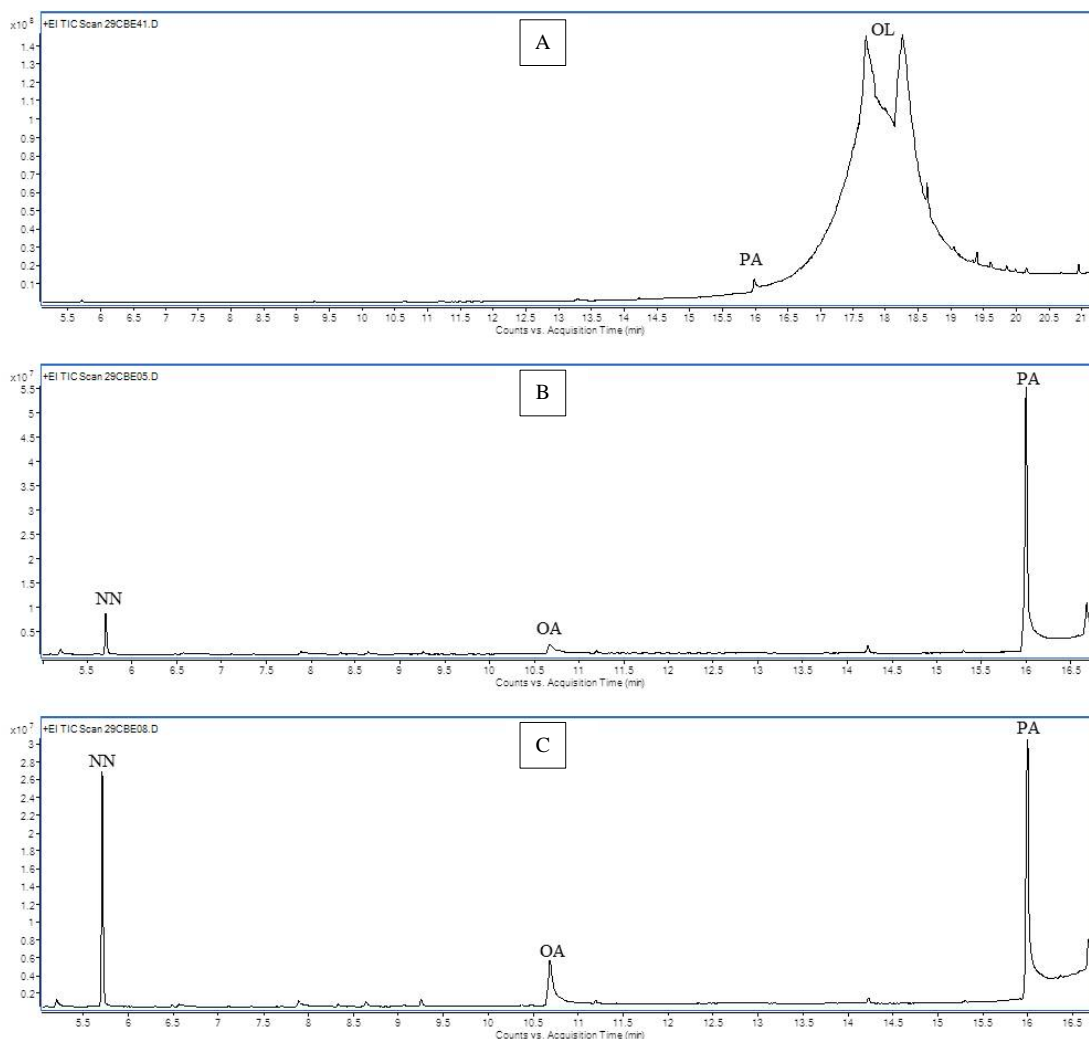 +EI TIC Scan 29CBE41.D
x10 8
A
OL
1.4
1.3
1.2
1.1
1
0.9
0.8
0.7
0.6
0.5
0.4
0.3
0.2
0.1
PA
5.5 6 6.5 7 7.5 8 8.5 9 9.5 10 10.5 11 11.5 12 12.5 13 13.5 14 14.5 15 15.5 16 16.5 17 17.5 18 18.5 19 19.5 20 20.5 21
Counts vs. Acquisition Time (min)
+EI TIC Scan 29CBE05.D
x10 7
B
PA
5.5
5
4.5
4
3.5
3
2.5
2
1.5
1
0.5
NN
OA
5.5 6 6.5 7 7.5 8 8.5 9 9.5 10 10.5 11 11.5 12 12.5 13 13.5 14 14.5 15 15.5 16 16.5
Counts vs. Acquisition Time (min)
+EI TIC Scan 29CBE08.D
x10 7
C
PA
NN
3
2.8
2.6
2.4
2.2
2
1.8
1.6
1.4
1.2
1
0.8
0.6
0.4
0.2
OA
5.5 6 6.5 7 7.5 8 8.5 9 9.5 10 10.5 11 11.5 12 12.5 13 13.5 14 14.5 15 15.5 16 16.5
Counts vs. Acquisition Time (min)